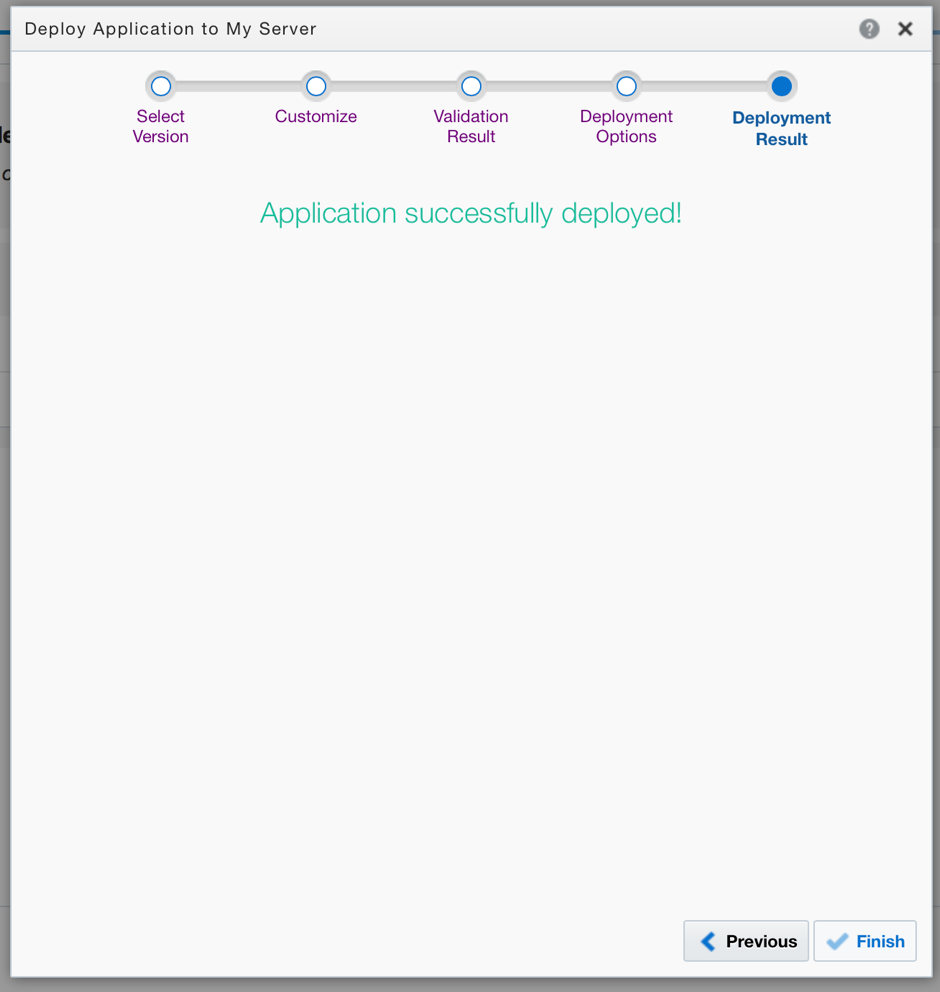 Deploy Application to My Server
?
Select
Version
Customize
Validation
Result
Deployment
Options
Deployment
Result
Application successfully deployed!
Previous
Finish